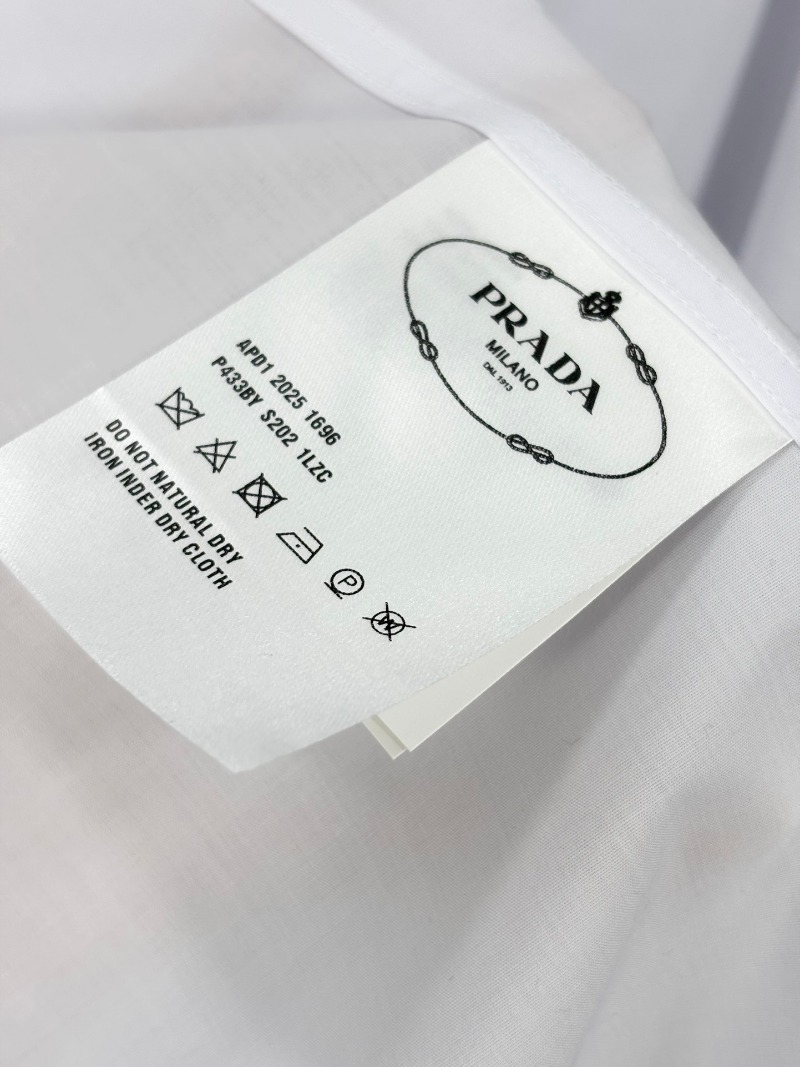 PRADA
MILANO
DAL 1913
APD1 2025 1696
P433BY S202 1LZC
P
W
DO NOT NATURAL DRY
IRON INDER DRY CLOTH